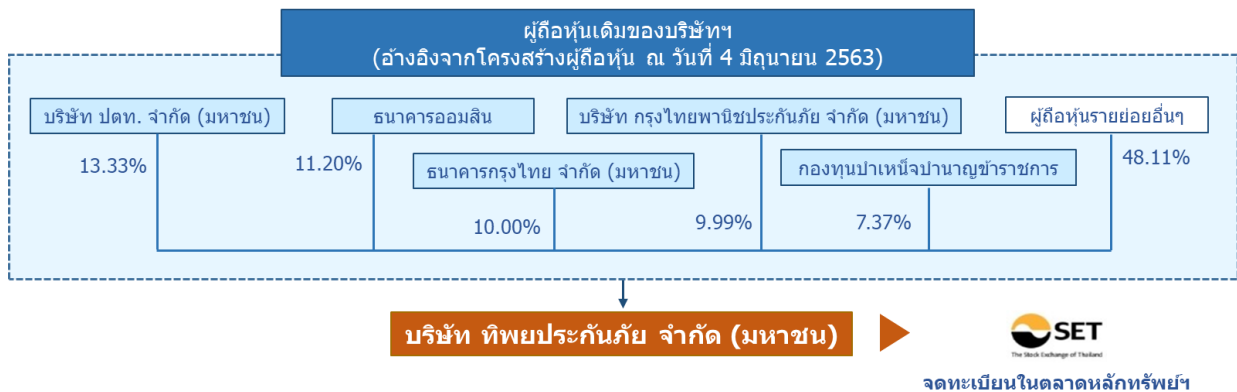 ผู้ถือหุ้นเดิมของบริษัทฯ
(อ้างอิงจากโครงสร้างผู้ถือหุ้น ณ วันที่ 4 มิถุนายน 2563)
บริษัท ปตท. จำกัด (มหาชน)
13.33%
ธนาคารออมสิน
11.20%
ธนาคารกรุงไทย จำกัด (มหาชน)
10.00%
บริษัท กรุงไทยพานิชประกันภัย จำกัด (มหาชน)
9.99%
กองทุนบำเหน็จบำนาญข้าราชการ
7.37%
ผู้ถือหุ้นรายย่อยอื่นๆ
48.11%
บริษัท ทิพยประกันภัย จำกัด (มหาชน)
SET
The Stock Exchange of Thailand
จดทะเบียนในตลาดหลักทรัพย์ฯ